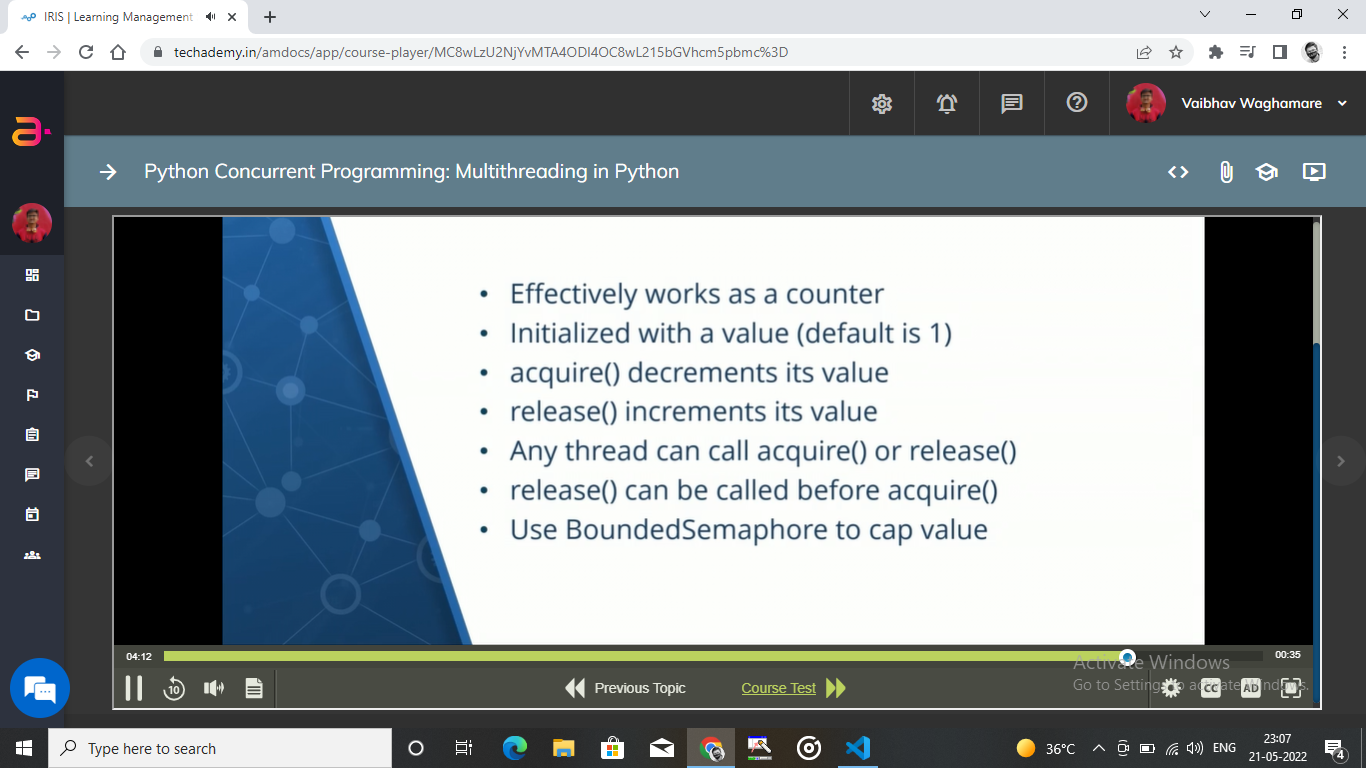 IRIS | Learning Management
techademy.in/amdocs/app/course-player/MC8wLzU2NjYvMTA4ODI4OC8wL215bGVhcm5pbmc%3D
Vaibhav Waghamare
Python Concurrent Programming: Multithreading in Python
• Effectively works as a counter
• Initialized with a value (default is 1)
• acquire() decrements its value
• release() increments its value
• Any thread can call acquire() or release()
• release() can be called before acquire()
• Use BoundedSemaphore to cap value
04:12
00:35
Activate Windows
Go to Settings to activate Windows.
10
Previous Topic
Course Test
CC
AD
Type here to search
36°C
ENG
23:07
21-05-2022
4